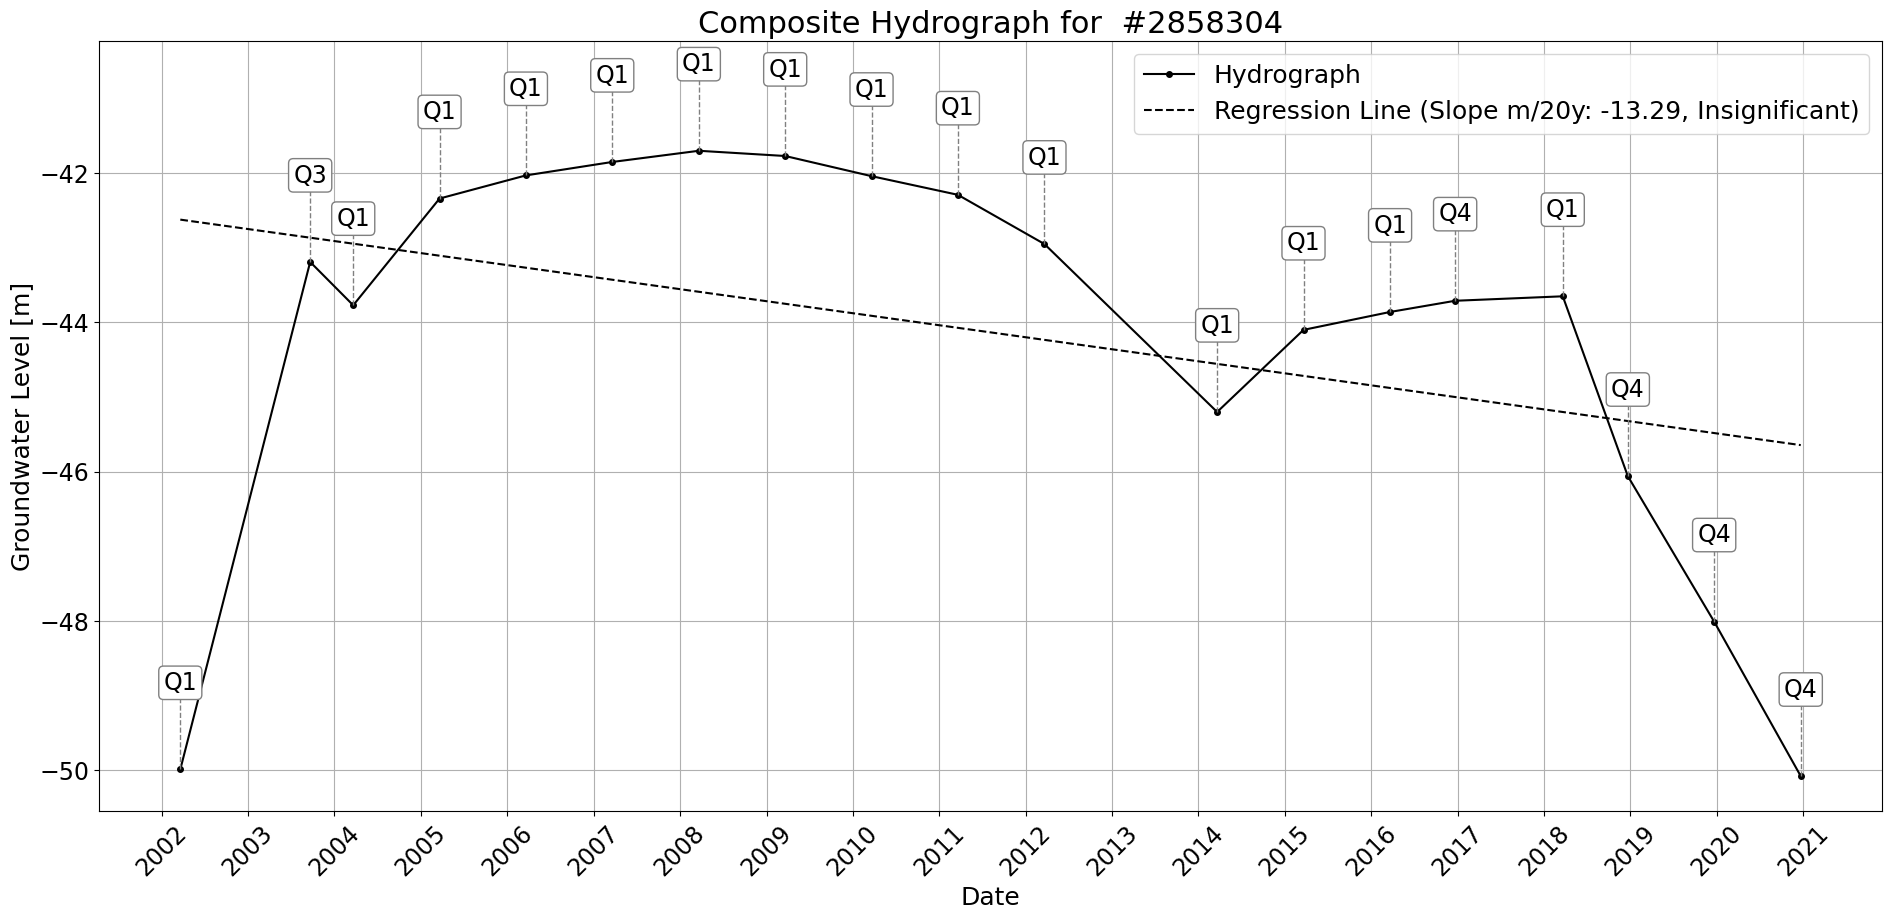 Composite Hydrograph for  #2858304
Hydrograph
Regression Line (Slope m/20y: -13.29, Insignificant)
Groundwater Level [m]
−42
−44
−46
−48
−50
Q1
Q3
Q1
Q1
Q1
Q1
Q1
Q1
Q1
Q1
Q1
Q1
Q1
Q1
Q4
Q1
Q4
Q4
Q4
2002
2003
2004
2005
2006
2007
2008
2009
2010
2011
2012
2013
2014
2015
2016
2017
2018
2019
2020
2021
Date